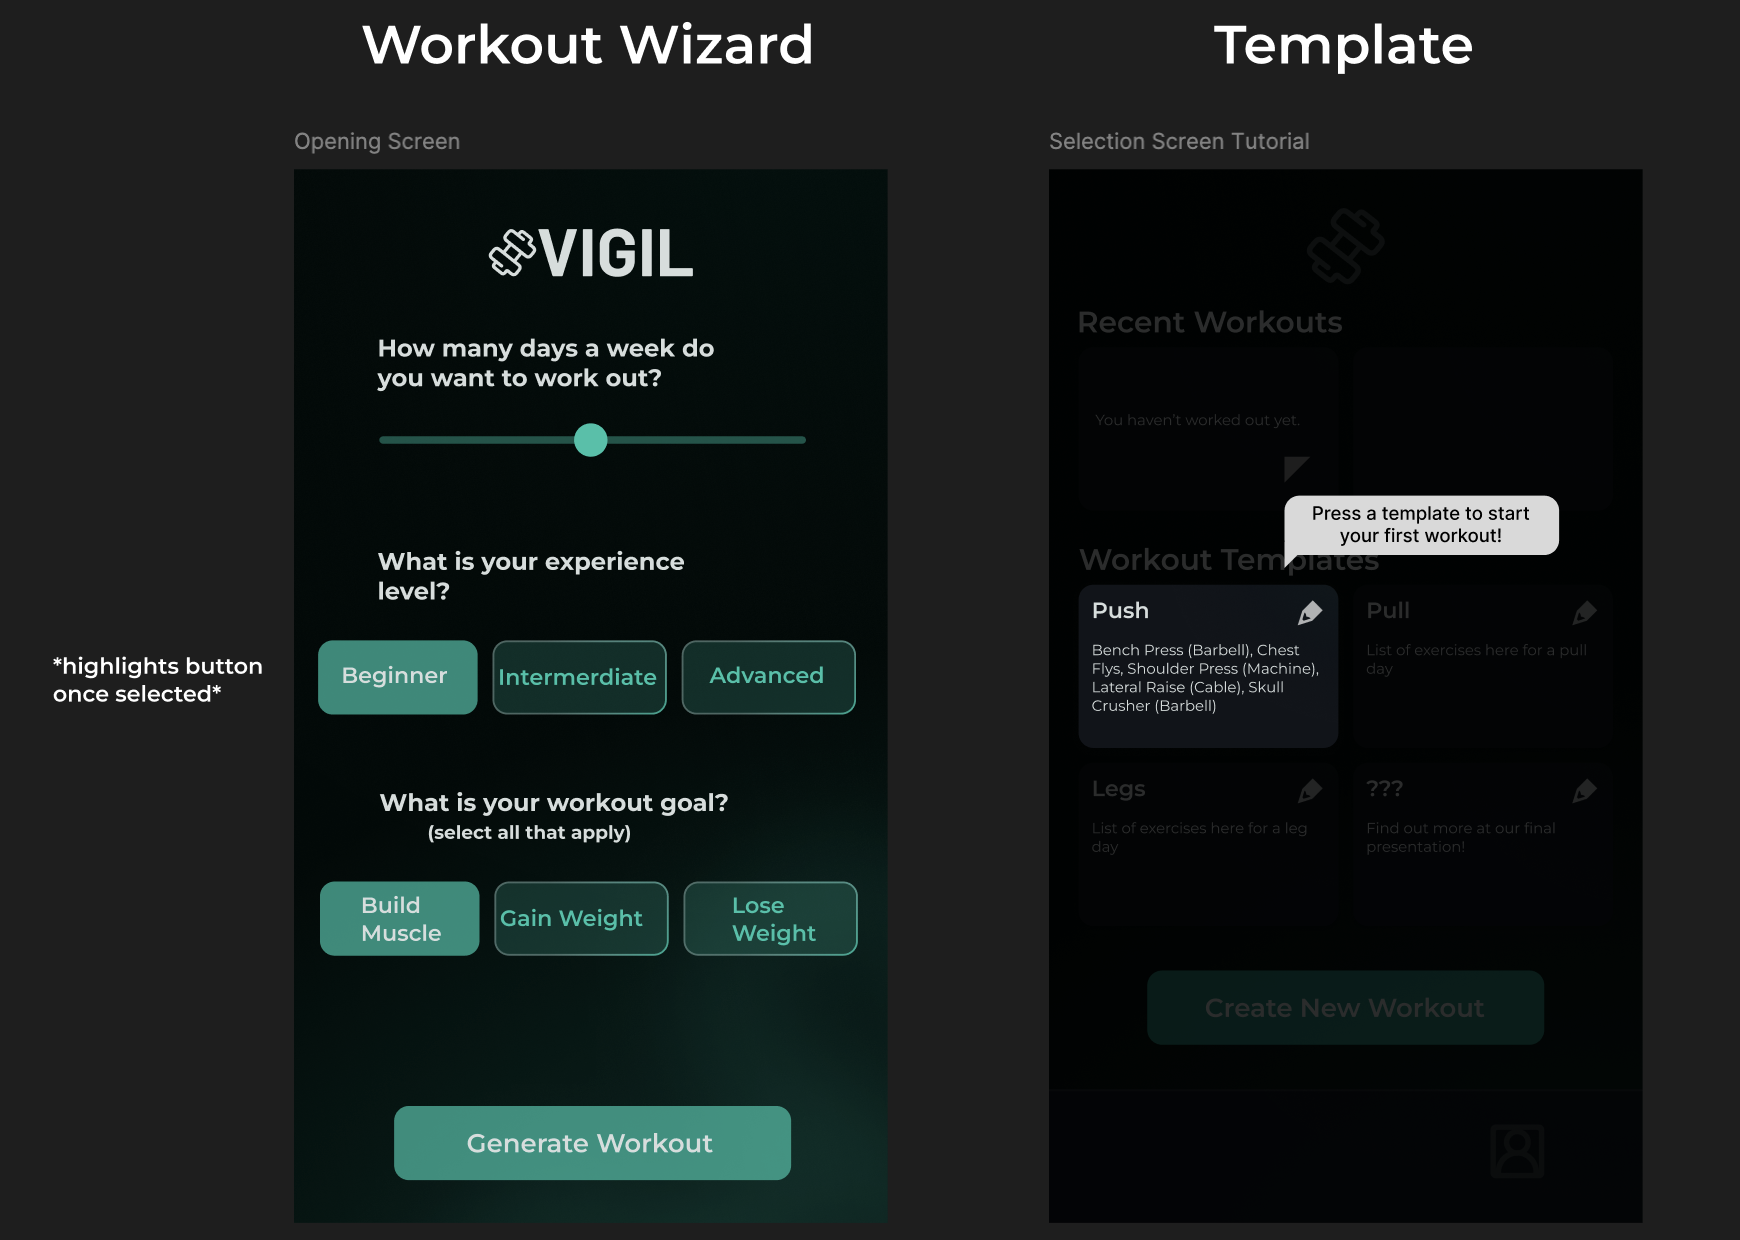 Workout Wizard
Template
Opening Screen
Selection Screen Tutorial
VIGIL
How many days a week do
you want to work out?
What is your experience
level?
*highlights button
once selected*
Beginner
Intermerdiate
Advanced
What is your workout goal?
(select all that apply)
Build
Muscle
Gain Weight
Lose
Weight
Generate Workout
Recent Workouts
You haven't worked out yet.
Press a template to start
your first workout!
Workout Templates
Push
Bench Press (Barbell), Chest
Flys, Shoulder Press (Machine),
Lateral Raise (Cable), Skull
Crusher (Barbell)
Pull
List of exercises here for a pull
day
Legs
List of exercises here for a leg
day
???
Find out more at our final
presentation!
Create New Workout